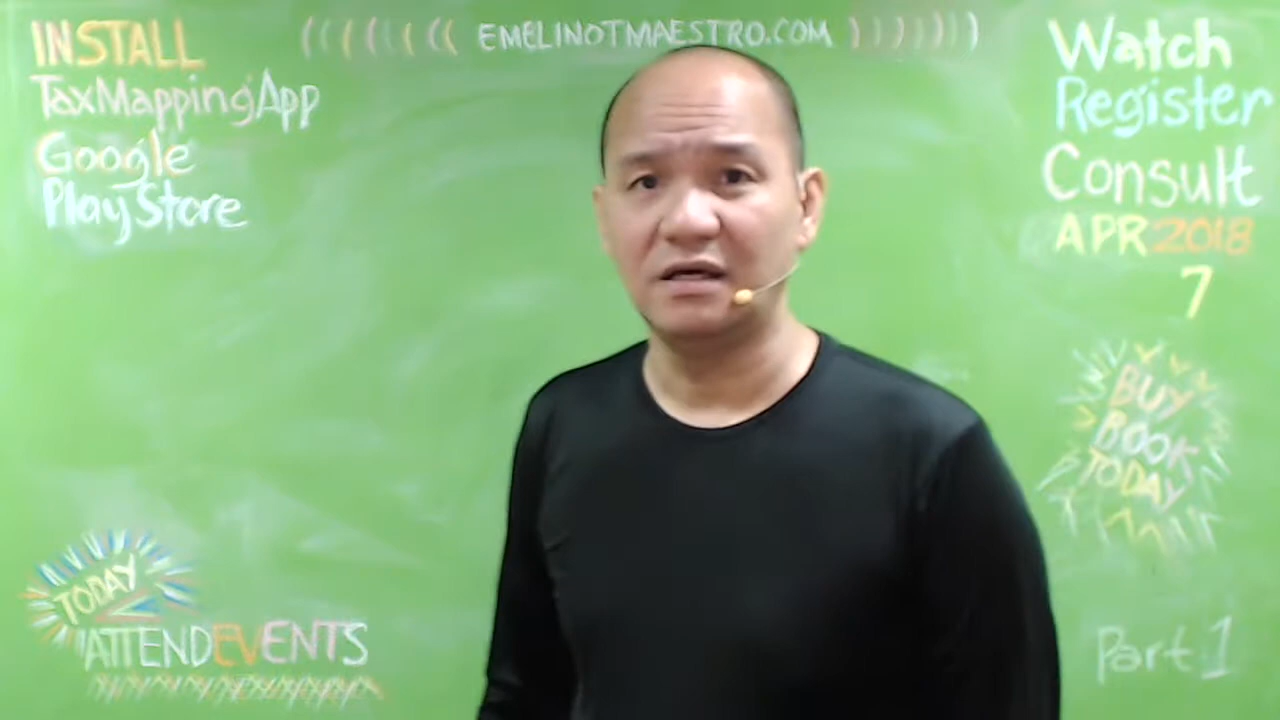 INSTALL
TaxMappingApp
Google
PlayStore
((((((( EMELINOTMAESTRO.COM )))))))
Watch
Register
Consult
APR 2018
7
BUY
BOOK
TODAY
TODAY
ATTENDEVENTS
Part 1